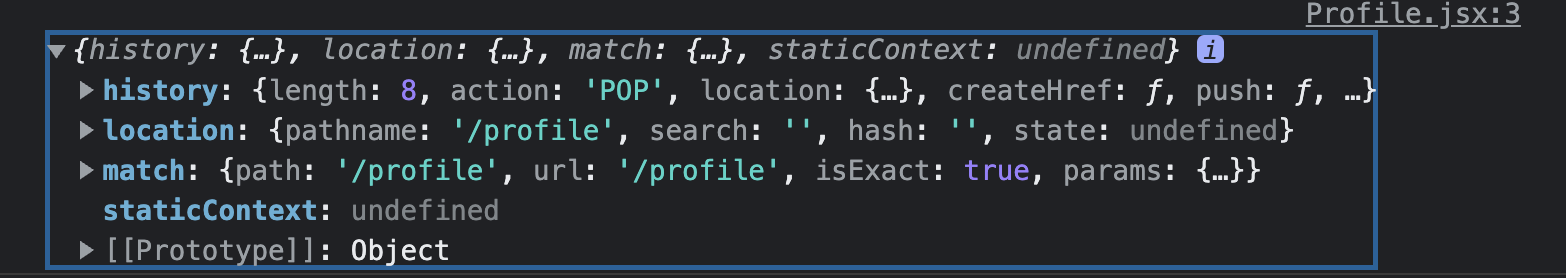 Profile.jsx:3
▼{history: {…}, location: {…}, match: {…}, staticContext: undefined} i
▶ history: {length: 8, action: 'POP', location: {…}, createHref: ƒ, push: ƒ, …}
▶ location: {pathname: '/profile', search: '', hash: '', state: undefined}
▶ match: {path: '/profile', url: '/profile', isExact: true, params: {…}}
staticContext: undefined
▶ [[Prototype]]: Object